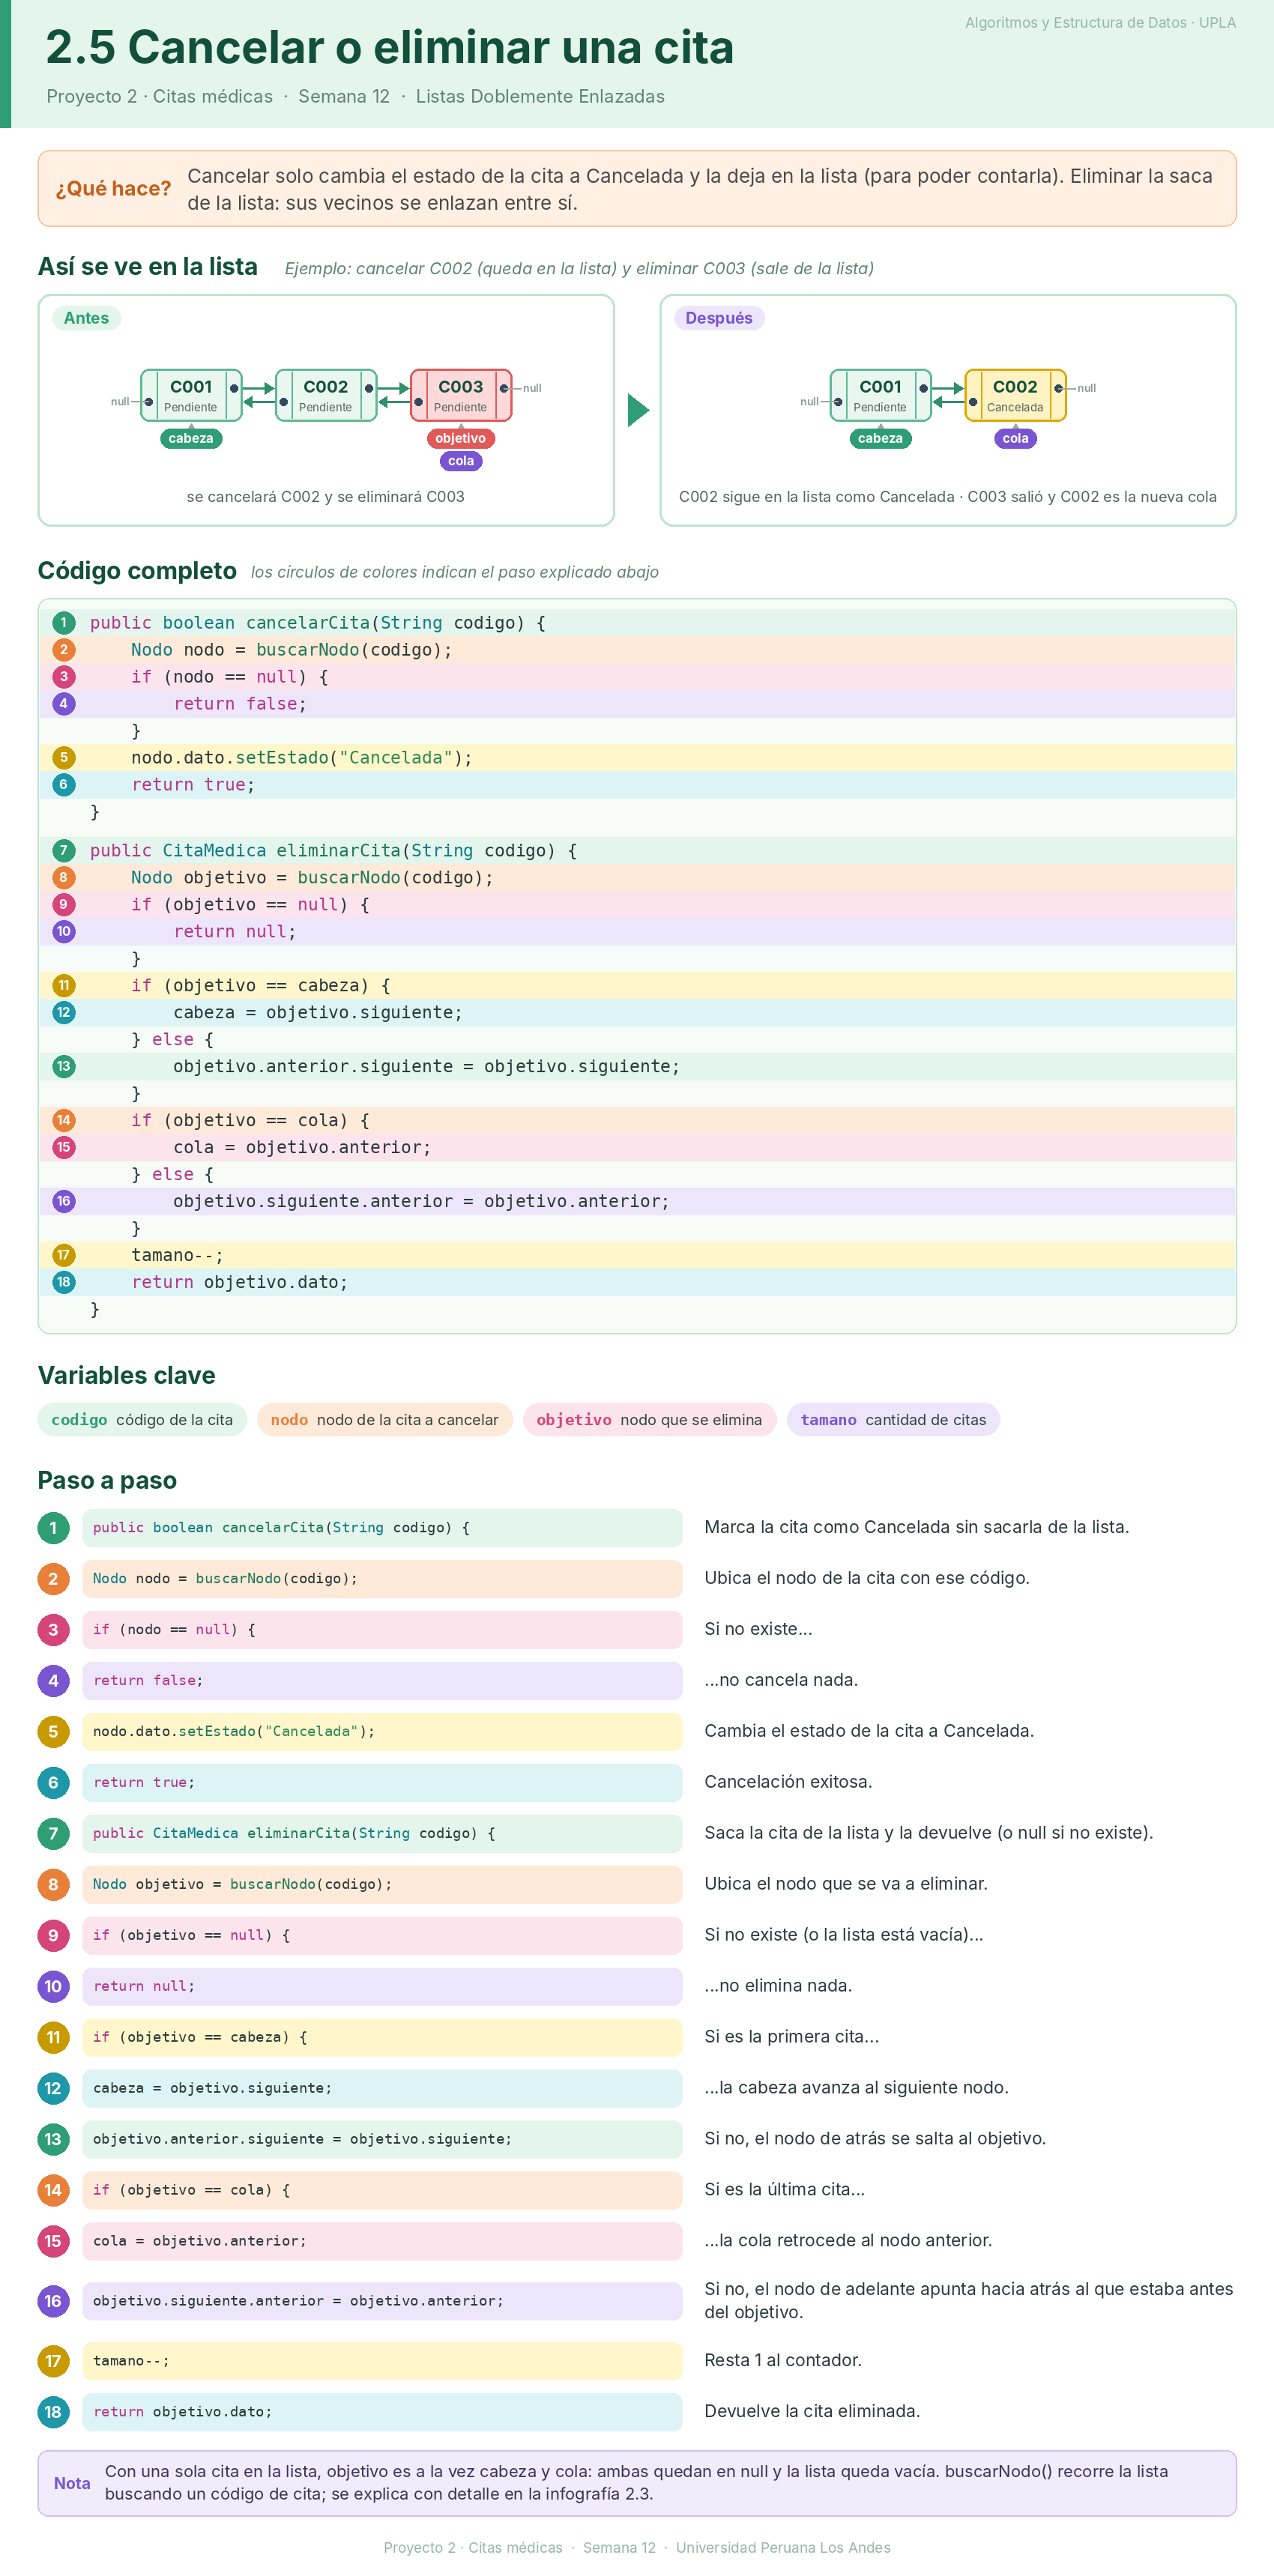 Algoritmos y Estructura de Datos · UPLA
2.5 Cancelar o eliminar una cita
Proyecto 2 · Citas médicas · Semana 12 · Listas Doblemente Enlazadas
¿Qué hace?
Cancelar solo cambia el estado de la cita a Cancelada y la deja en la lista (para poder contarla). Eliminar la saca
de la lista: sus vecinos se enlazan entre sí.
Así se ve en la lista Ejemplo: cancelar C002 (queda en la lista) y eliminar C003 (sale de la lista)
Antes
null C001 C002 C003 null
Pendiente Pendiente Pendiente
cabeza objetivo
cola
se cancelará C002 y se eliminará C003
Después
null C001 C002 null
Pendiente Cancelada
cabeza cola
C002 sigue en la lista como Cancelada · C003 salió y C002 es la nueva cola
Código completo los círculos de colores indican el paso explicado abajo
1 public boolean cancelarCita(String codigo) {
2 Nodo nodo = buscarNodo(codigo);
3 if (nodo == null) {
4 return false;
}
5 nodo.dato.setEstado("Cancelada");
6 return true;
}
7 public CitaMedica eliminarCita(String codigo) {
8 Nodo objetivo = buscarNodo(codigo);
9 if (objetivo == null) {
10 return null;
}
11 if (objetivo == cabeza) {
12 cabeza = objetivo.siguiente;
} else {
13 objetivo.anterior.siguiente = objetivo.siguiente;
}
14 if (objetivo == cola) {
15 cola = objetivo.anterior;
} else {
16 objetivo.siguiente.anterior = objetivo.anterior;
}
17 tamano--;
18 return objetivo.dato;
}
Variables clave
codigo código de la cita nodo nodo de la cita a cancelar objetivo nodo que se elimina tamano cantidad de citas
Paso a paso
1 public boolean cancelarCita(String codigo) { Marca la cita como Cancelada sin sacarla de la lista.
2 Nodo nodo = buscarNodo(codigo); Ubica el nodo de la cita con ese código.
3 if (nodo == null) { Si no existe...
4 return false; ...no cancela nada.
5 nodo.dato.setEstado("Cancelada"); Cambia el estado de la cita a Cancelada.
6 return true; Cancelación exitosa.
7 public CitaMedica eliminarCita(String codigo) { Saca la cita de la lista y la devuelve (o null si no existe).
8 Nodo objetivo = buscarNodo(codigo); Ubica el nodo que se va a eliminar.
9 if (objetivo == null) { Si no existe (o la lista está vacía)...
10 return null; ...no elimina nada.
11 if (objetivo == cabeza) { Si es la primera cita...
12 cabeza = objetivo.siguiente; ...la cabeza avanza al siguiente nodo.
13 objetivo.anterior.siguiente = objetivo.siguiente; Si no, el nodo de atrás se salta al objetivo.
14 if (objetivo == cola) { Si es la última cita...
15 cola = objetivo.anterior; ...la cola retrocede al nodo anterior.
16 objetivo.siguiente.anterior = objetivo.anterior; Si no, el nodo de adelante apunta hacia atrás al que estaba antes
del objetivo.
17 tamano--; Resta 1 al contador.
18 return objetivo.dato; Devuelve la cita eliminada.
Nota
Con una sola cita en la lista, objetivo es a la vez cabeza y cola: ambas quedan en null y la lista queda vacía. buscarNodo() recorre la lista
buscando un código de cita; se explica con detalle en la infografía 2.3.
Proyecto 2 · Citas médicas · Semana 12 · Universidad Peruana Los Andes